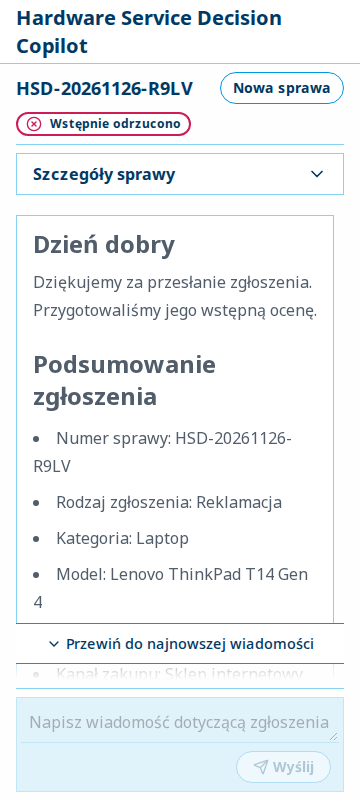 Hardware Service Decision
Copilot
HSD-20261126-R9LV
Nowa sprawa
Wstępnie odrzucono
Szczegóły sprawy
Dzień dobry
Dziękujemy za przesłanie zgłoszenia.
Przygotowaliśmy jego wstępną ocenę.
Podsumowanie
zgłoszenia
• Numer sprawy: HSD-20261126-
R9LV
• Rodzaj zgłoszenia: Reklamacja
• Kategoria: Laptop
• Model: Lenovo ThinkPad T14 Gen
4
Przewiń do najnowszej wiadomości
• Kanał zakupu: Sklep internetowy
Napisz wiadomość dotyczącą zgłoszenia
Wyślij